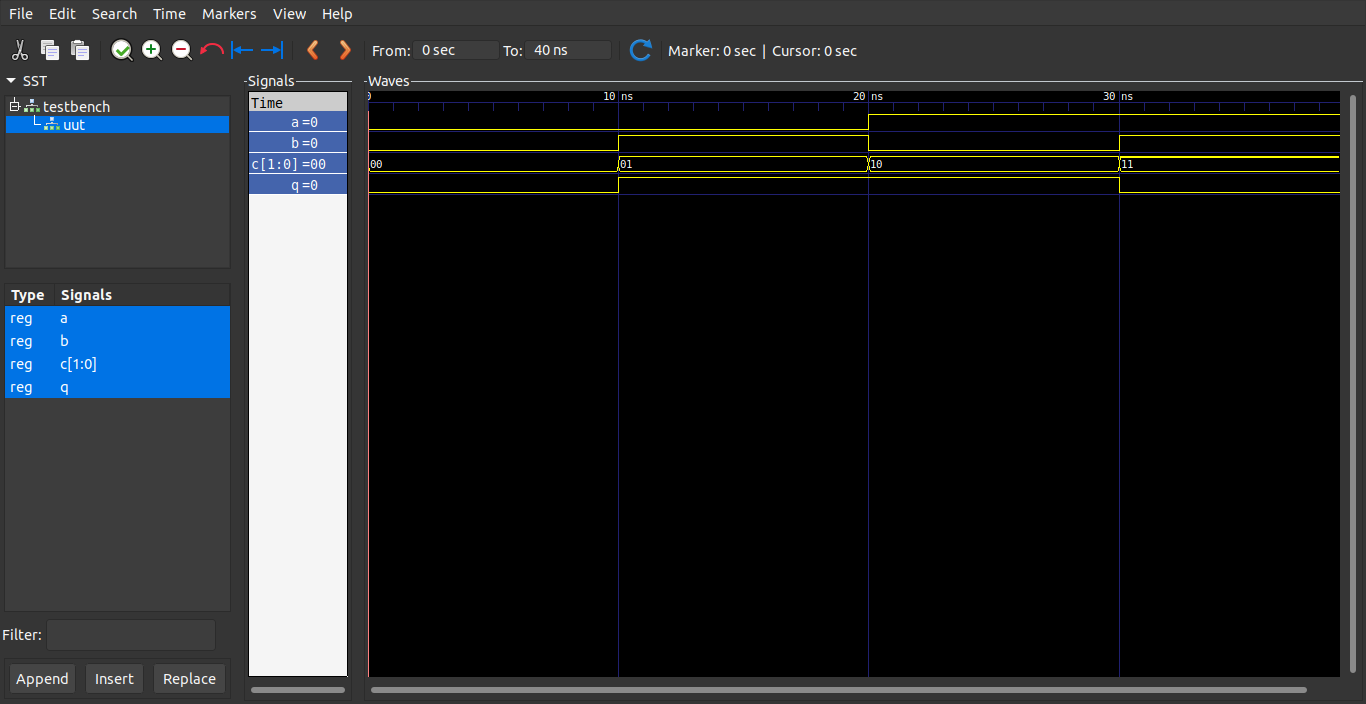 File Edit Search Time Markers View Help
From: 0 sec To: 40 ns Marker: 0 sec | Cursor: 0 sec
SST
testbench
uut
Type Signals
reg a
reg b
reg c[1:0]
reg q
Filter:
Append Insert Replace
Signals
Time
a=0
b=0
c[1:0]=00
q=0
Waves
0 10 ns 20 ns 30 ns
00 01 10 11